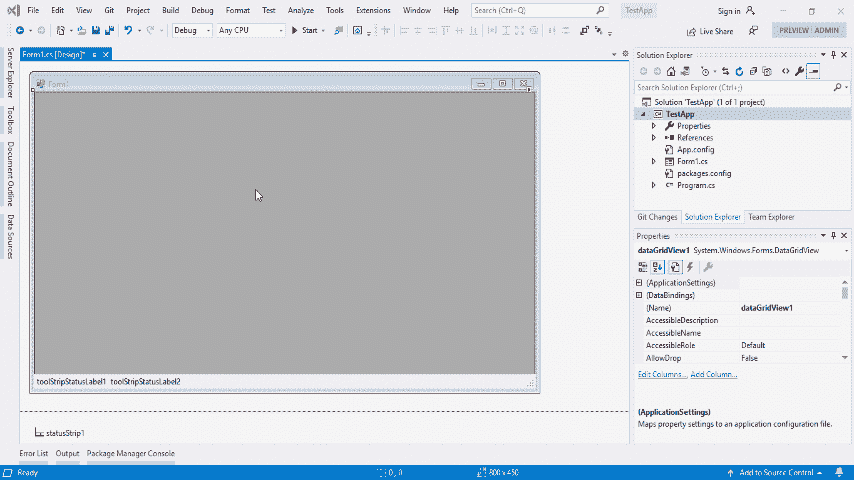 File Edit View Git Project Build Debug Format Test Analyze Tools Extensions Window Help Search (Ctrl+Q) TestApp Sign in
Debug Any CPU Start Live Share PREVIEW ADMIN
Server Explorer
Toolbox
Document Outline
Data Sources
Form1.cs [Design]*
Form1
toolStripStatusLabel1 toolStripStatusLabel2
statusStrip1
Solution Explorer
Search Solution Explorer (Ctrl+;)
Solution 'TestApp' (1 of 1 project)
TestApp
Properties
References
App.config
Form1.cs
packages.config
Program.cs
Git Changes Solution Explorer Team Explorer
Properties
dataGridView1 System.Windows.Forms.DataGridView
(ApplicationSettings)
(DataBindings)
(Name) dataGridView1
AccessibleDescription
AccessibleName
AccessibleRole Default
AllowDrop False
Edit Columns... Add Column...
(ApplicationSettings)
Maps property settings to an application configuration file.
Error List Output Package Manager Console
Ready 0 , 0 800 x 450 Add to Source Control